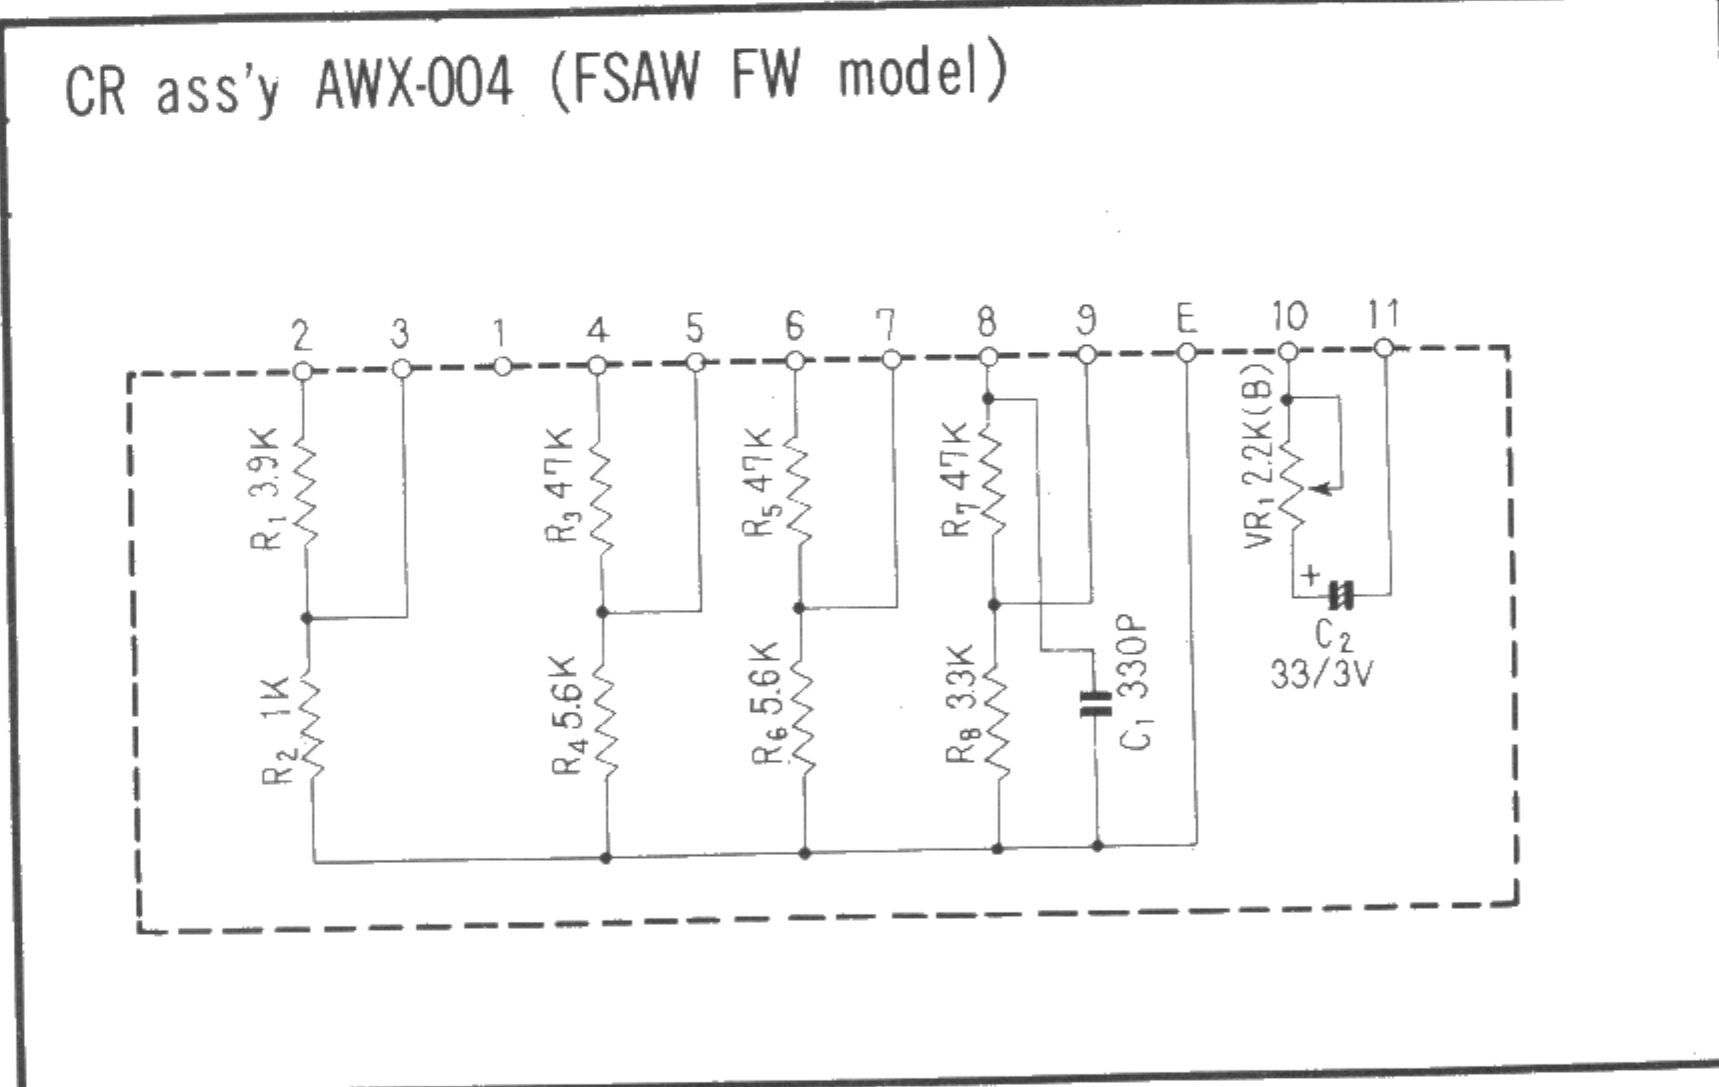 CR ass'y AWX-004 (FSAW FW model)
2 3 1 4 5 6 7 8 9 E 10 11
R1 3.9K
R3 47K
R5 47K
R7 47K
VR1 2.2K(B)
+
R2 1K
R4 5.6K
R6 5.6K
R8 3.3K
C1 330P
C2
33/3V